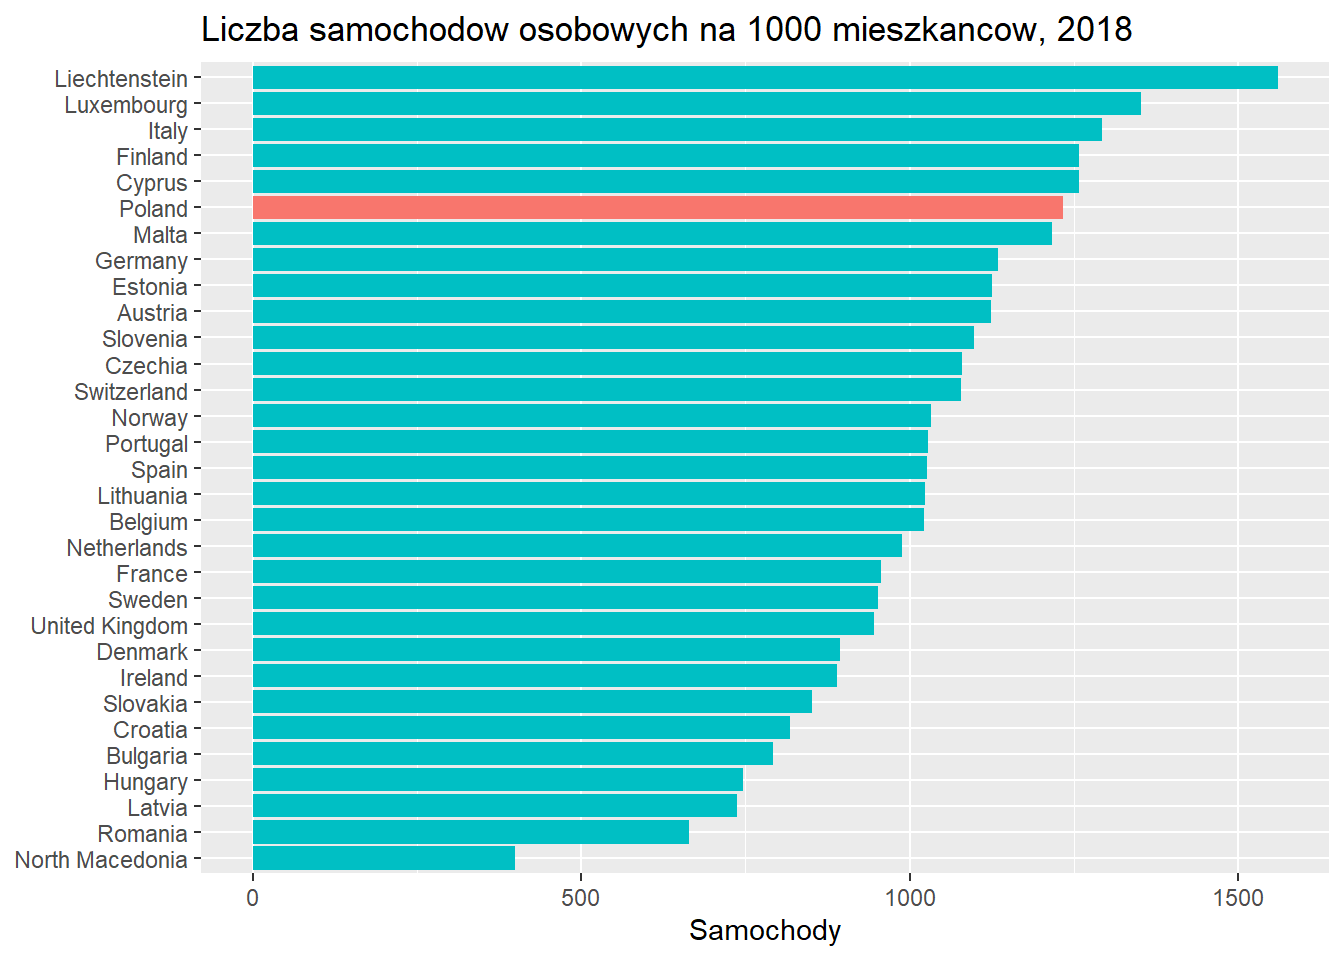 Liczba samochodow osobowych na 1000 mieszkancow, 2018
Liechtenstein
Luxembourg
Italy
Finland
Cyprus
Poland
Malta
Germany
Estonia
Austria
Slovenia
Czechia
Switzerland
Norway
Portugal
Spain
Lithuania
Belgium
Netherlands
France
Sweden
United Kingdom
Denmark
Ireland
Slovakia
Croatia
Bulgaria
Hungary
Latvia
Romania
North Macedonia
0 500 1000 1500
Samochody